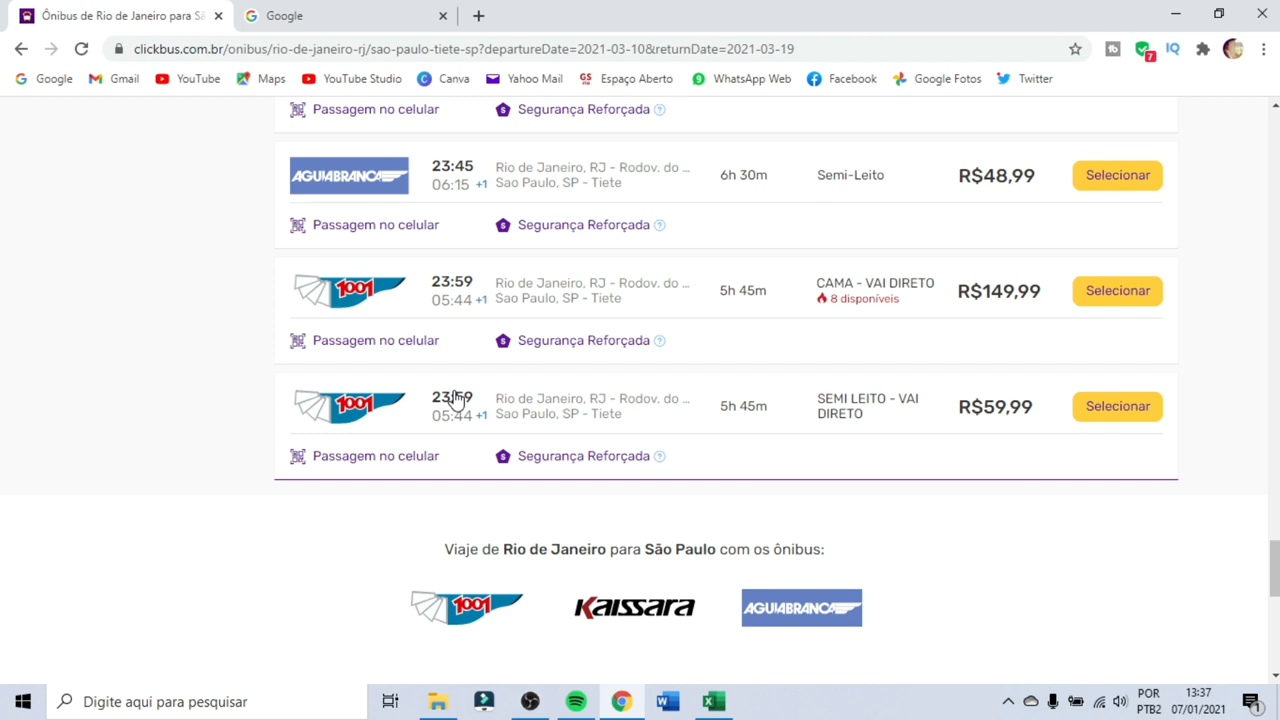 Ônibus de Rio de Janeiro para Sã
Google
clickbus.com.br/onibus/rio-de-janeiro-rj/sao-paulo-tiete-sp?departureDate=2021-03-10&returnDate=2021-03-19
7
Google
Gmail
YouTube
Maps
YouTube Studio
Canva
Yahoo Mail
Espaço Aberto
WhatsApp Web
Facebook
Google Fotos
Twitter
Passagem no celular
Segurança Reforçada
AGUIABRANCA
23:45
06:15 +1
Rio de Janeiro, RJ - Rodov. do ...
Sao Paulo, SP - Tiete
6h 30m
Semi-Leito
R$48,99
Selecionar
Passagem no celular
Segurança Reforçada
1001
23:59
05:44 +1
Rio de Janeiro, RJ - Rodov. do ...
Sao Paulo, SP - Tiete
5h 45m
CAMA - VAI DIRETO
8 disponíveis
R$149,99
Selecionar
Passagem no celular
Segurança Reforçada
1001
23:59
05:44 +1
Rio de Janeiro, RJ - Rodov. do ...
Sao Paulo, SP - Tiete
5h 45m
SEMI LEITO - VAI
DIRETO
R$59,99
Selecionar
Passagem no celular
Segurança Reforçada
Viaje de Rio de Janeiro para São Paulo com os ônibus:
1001
Kaissara
AGUIABRANCA
Digite aqui para pesquisar
POR
PTB2
13:37
07/01/2021
1